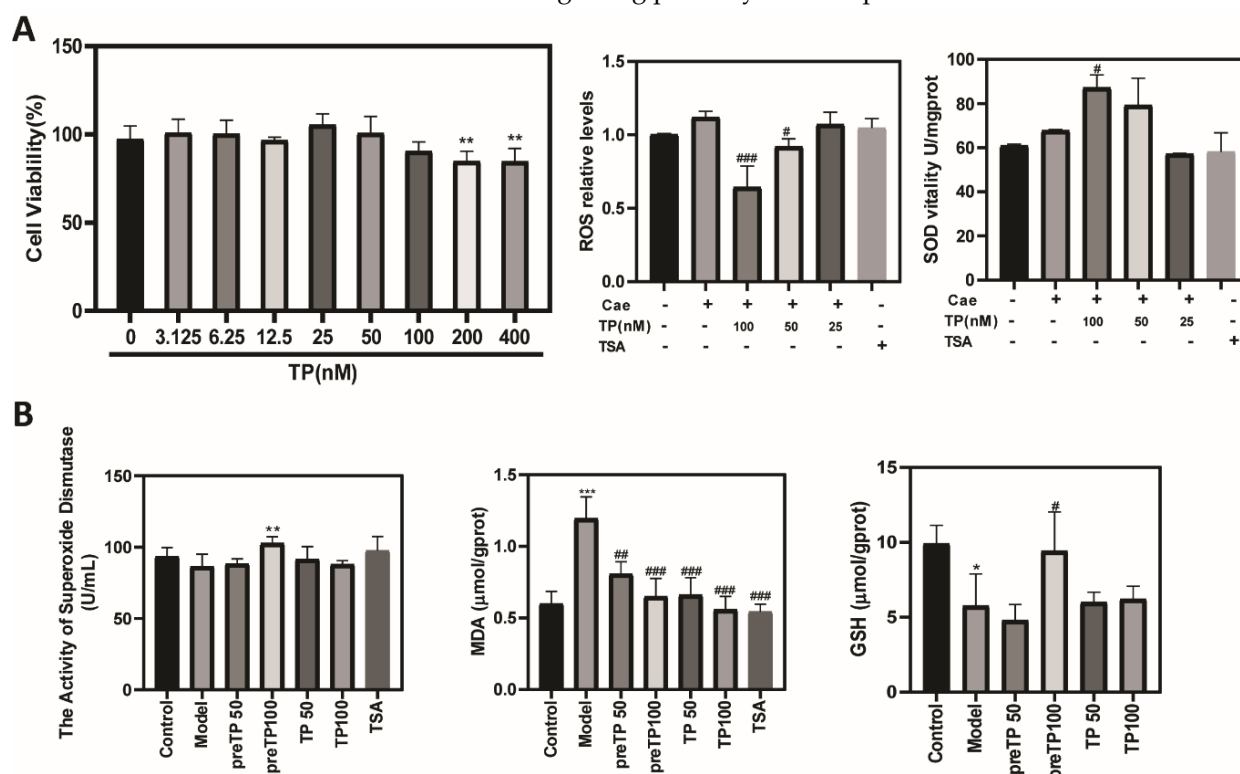 A
150
100
50
0
Cell Viablility(%)
** **
0 3.125 6.25 12.5 25 50 100 200 400
TP(nM)
1.5
1.0
0.5
0.0
ROS relative levels
### #
Cae - + + + + -
TP(nM) - - 100 50 25 -
TSA - - - - - +
100
80
60
40
20
0
SOD vitality U/mgprot
#
Cae - + + + + -
TP(nM) - - 100 50 25 -
TSA - - - - - +
B
150
100
50
0
The Activity of Superoxide Dismutase
(U/mL)
**
Control Model preTP 50 preTP100 TP 50 TP100 TSA
1.5
1.0
0.5
0.0
MDA (μmol/gprot)
*** ## ### ### ### ###
Control Model preTP 50 preTP100 TP 50 TP100 TSA
15
10
5
0
GSH (μmol/gprot)
* #
Control Model preTP 50 preTP100 TP 50 TP100